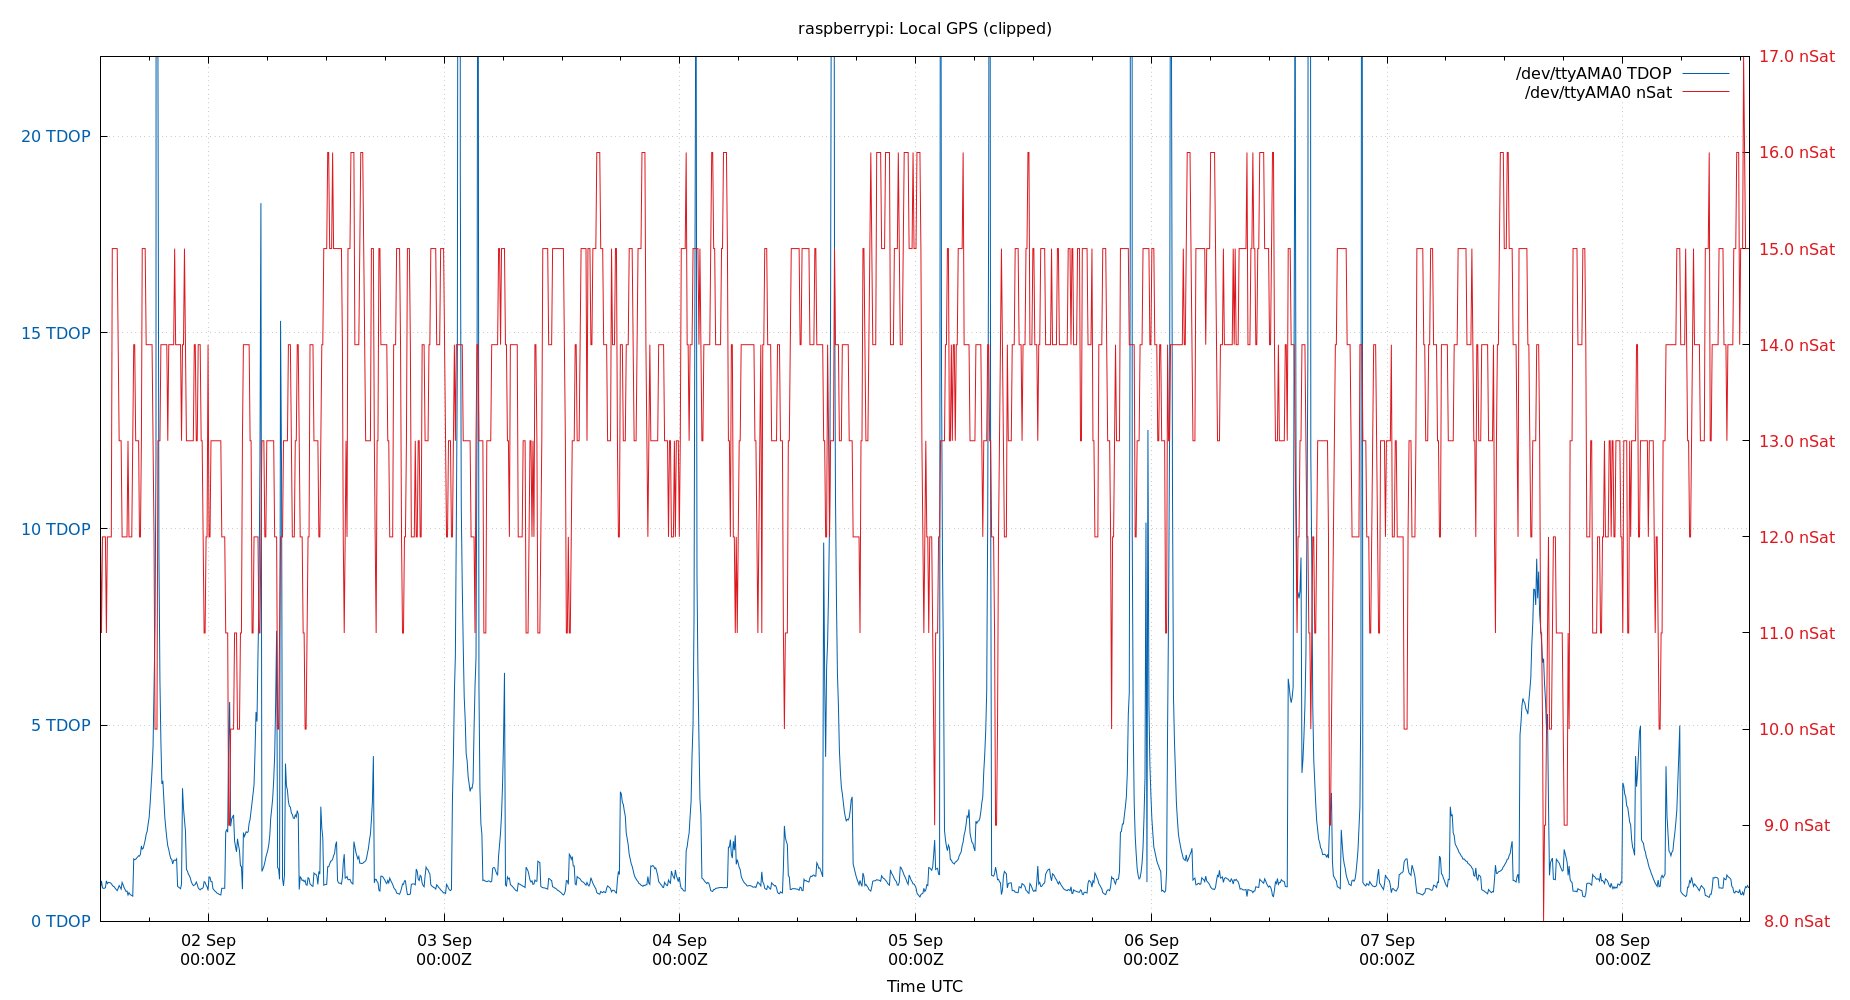 raspberrypi: Local GPS (clipped)
/dev/ttyAMA0 TDOP
/dev/ttyAMA0 nSat
20 TDOP
15 TDOP
10 TDOP
5 TDOP
0 TDOP
17.0 nSat
16.0 nSat
15.0 nSat
14.0 nSat
13.0 nSat
12.0 nSat
11.0 nSat
10.0 nSat
9.0 nSat
8.0 nSat
02 Sep
00:00Z
03 Sep
00:00Z
04 Sep
00:00Z
05 Sep
00:00Z
06 Sep
00:00Z
07 Sep
00:00Z
08 Sep
00:00Z
Time UTC